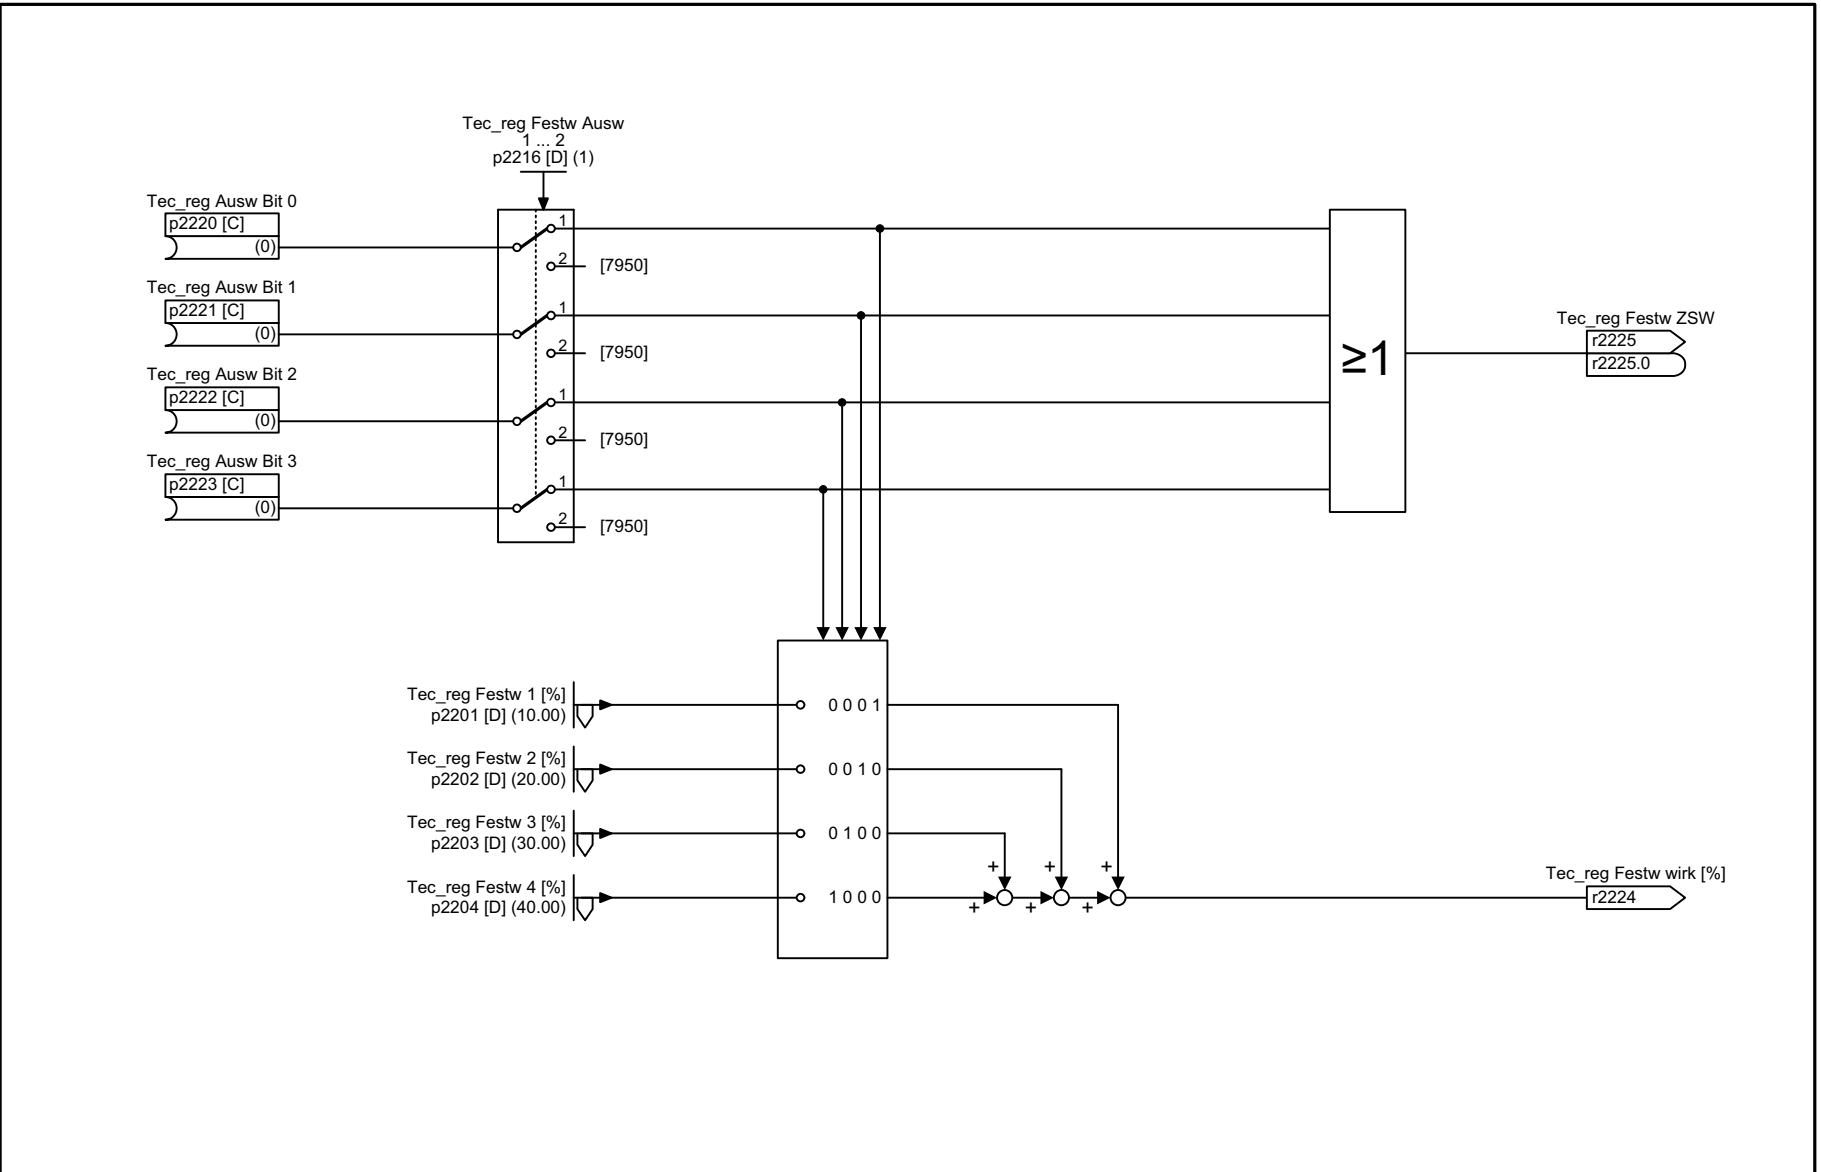 Tec_reg Festw Ausw
1 ... 2
p2216 [D] (1)
Tec_reg Ausw Bit 0
p2220 [C]
(0)
1
2
[7950]
Tec_reg Ausw Bit 1
p2221 [C]
(0)
1
2
[7950]
Tec_reg Ausw Bit 2
p2222 [C]
(0)
1
2
[7950]
Tec_reg Ausw Bit 3
p2223 [C]
(0)
1
2
[7950]
≥1
Tec_reg Festw ZSW
r2225
r2225.0
Tec_reg Festw 1 [%]
p2201 [D] (10.00)
0 0 0 1
Tec_reg Festw 2 [%]
p2202 [D] (20.00)
0 0 1 0
Tec_reg Festw 3 [%]
p2203 [D] (30.00)
0 1 0 0
Tec_reg Festw 4 [%]
p2204 [D] (40.00)
1 0 0 0
+ + +
+ + +
Tec_reg Festw wirk [%]
r2224